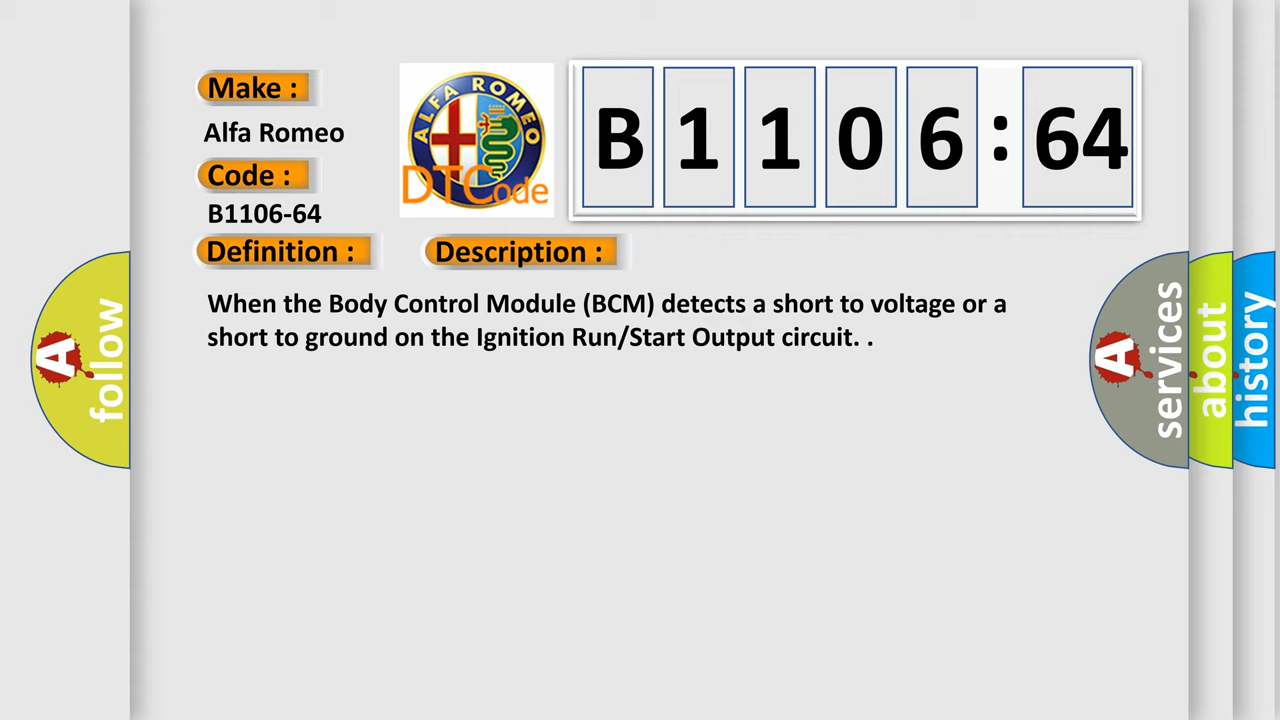 Make :
Alfa Romeo
Code :
B1106-64
ALFA ROMEO
DTCode
B 1 1 0 6 : 64
Definition :
Description :
When the Body Control Module (BCM) detects a short to voltage or a
short to ground on the Ignition Run/Start Output circuit. .
A
follow
A
services
about
history